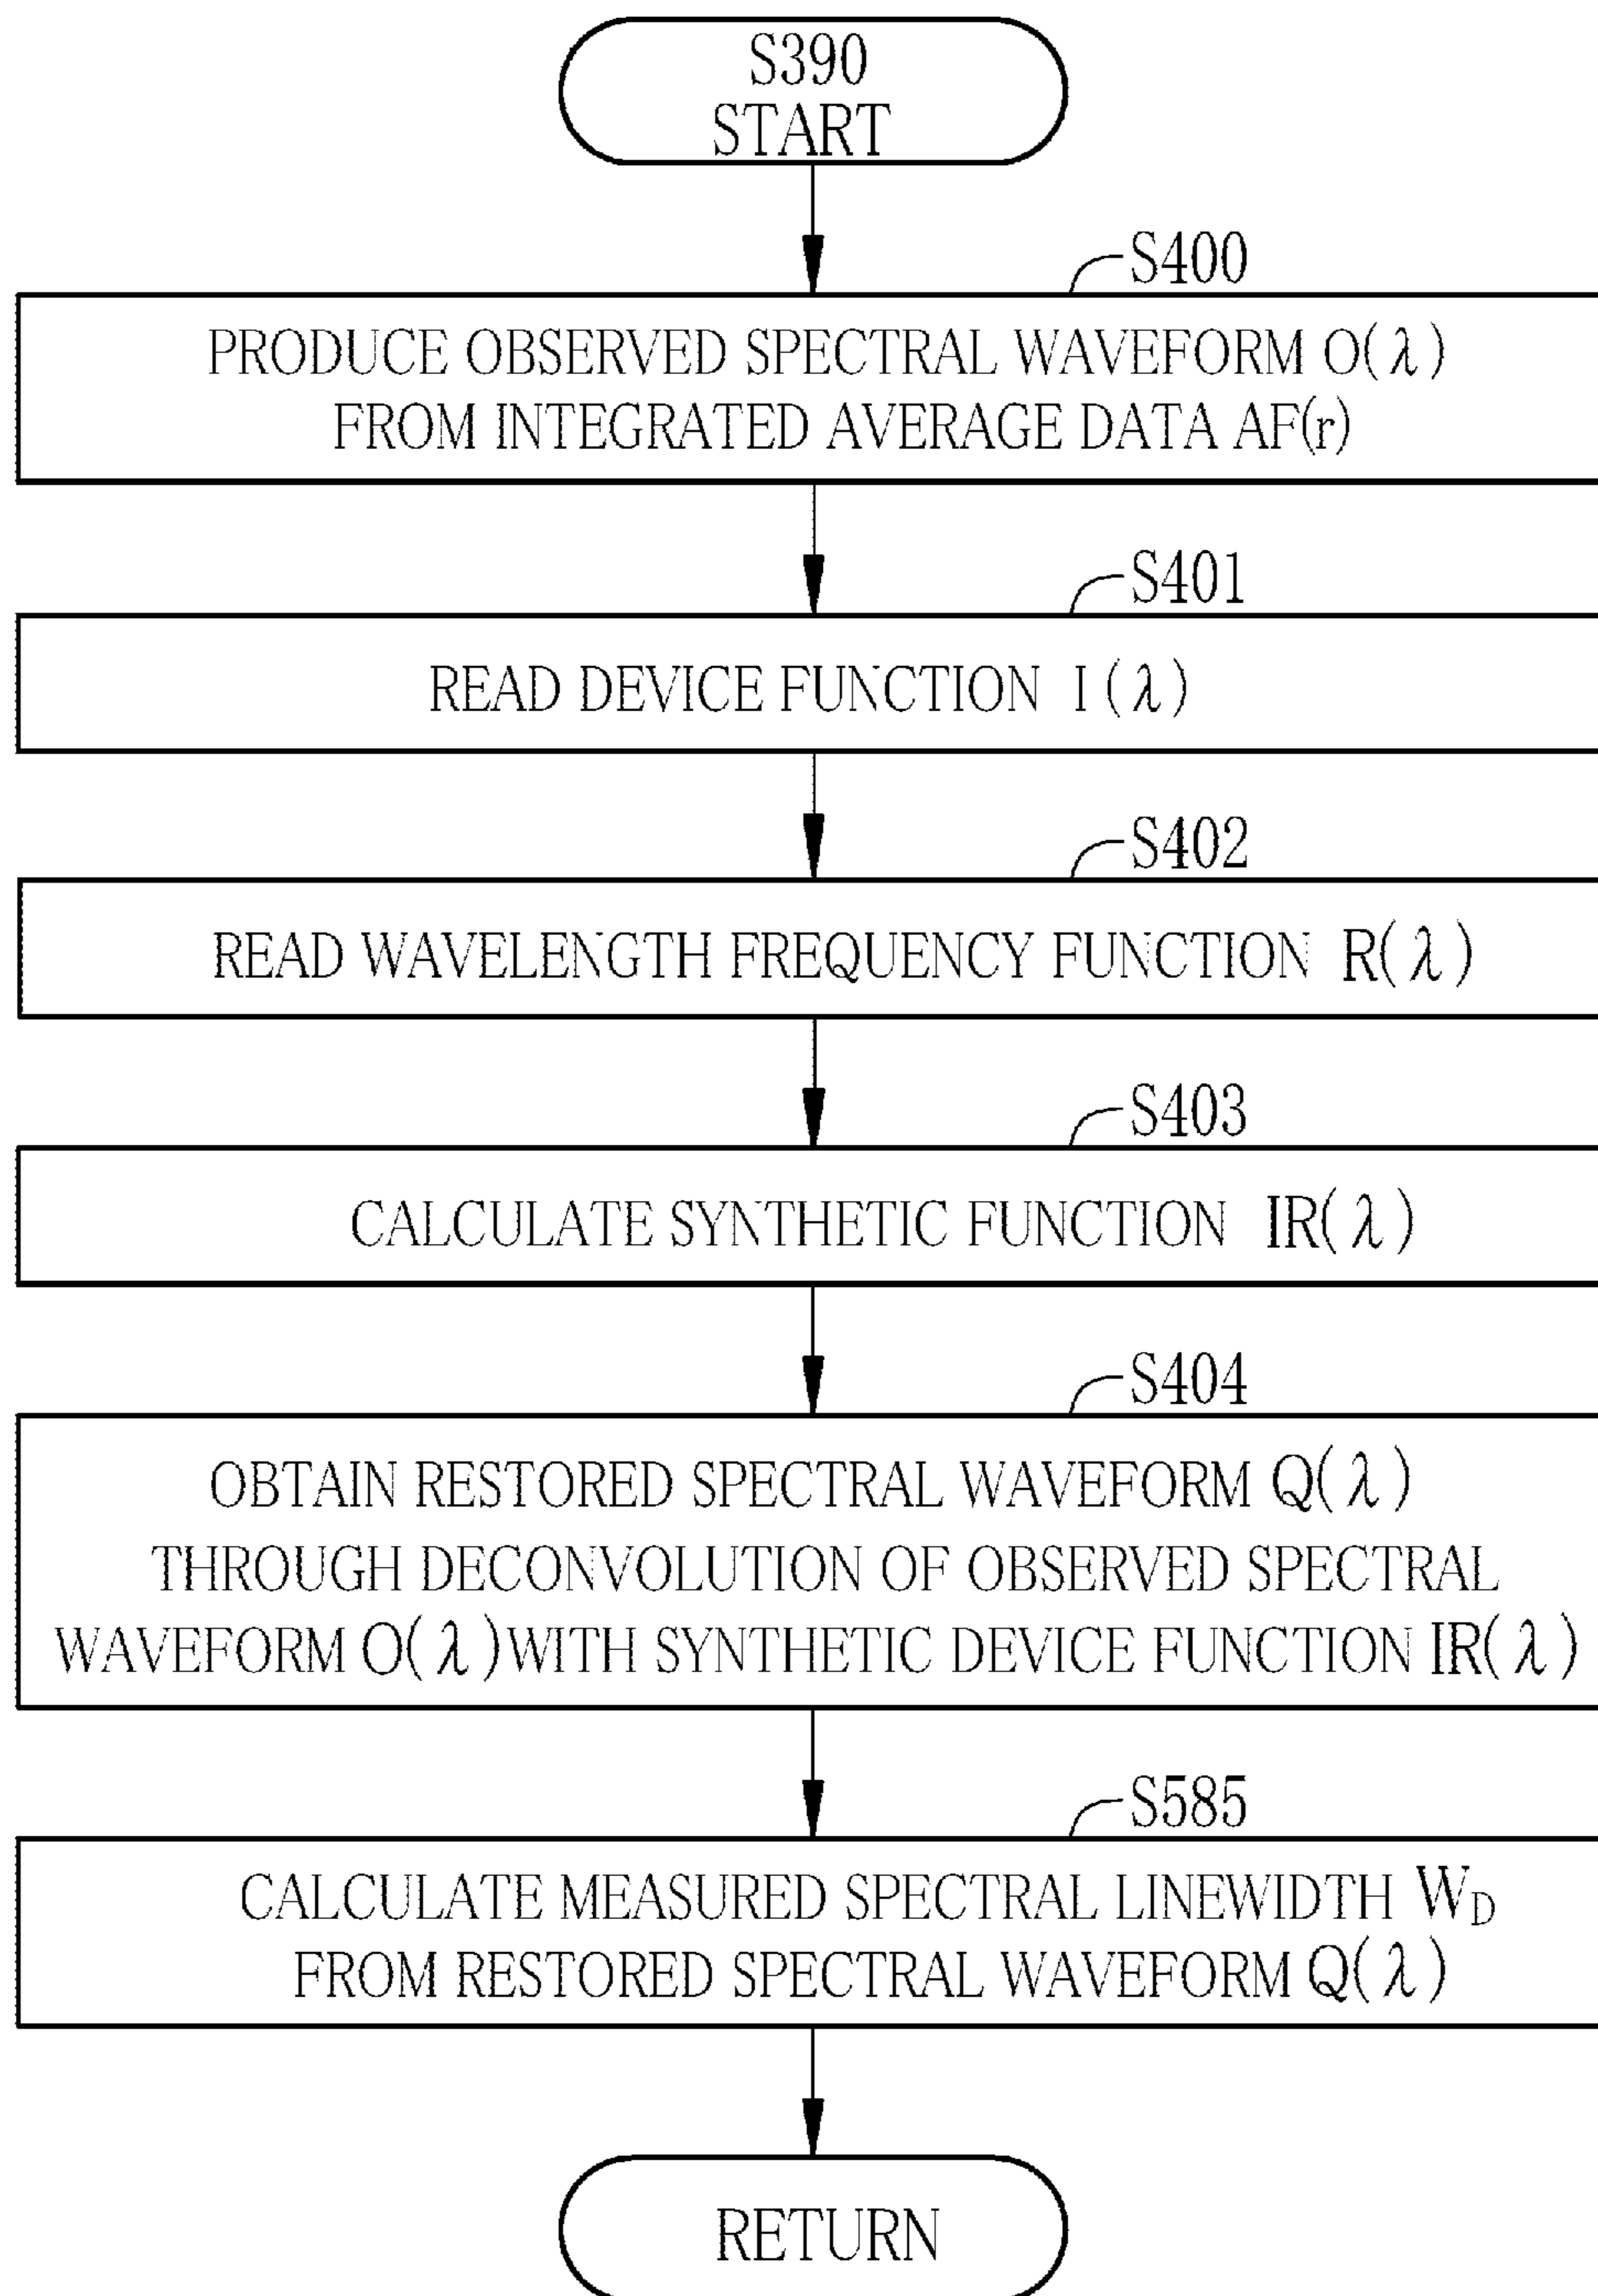 S390
START
S400
PRODUCE OBSERVED SPECTRAL WAVEFORM O(λ)
FROM INTEGRATED AVERAGE DATA AF(r)
S401
READ DEVICE FUNCTION I(λ)
S402
READ WAVELENGTH FREQUENCY FUNCTION R(λ)
S403
CALCULATE SYNTHETIC FUNCTION IR(λ)
S404
OBTAIN RESTORED SPECTRAL WAVEFORM Q(λ)
THROUGH DECONVOLUTION OF OBSERVED SPECTRAL
WAVEFORM O(λ) WITH SYNTHETIC DEVICE FUNCTION IR(λ)
S585
CALCULATE MEASURED SPECTRAL LINEWIDTH W_D
FROM RESTORED SPECTRAL WAVEFORM Q(λ)
RETURN